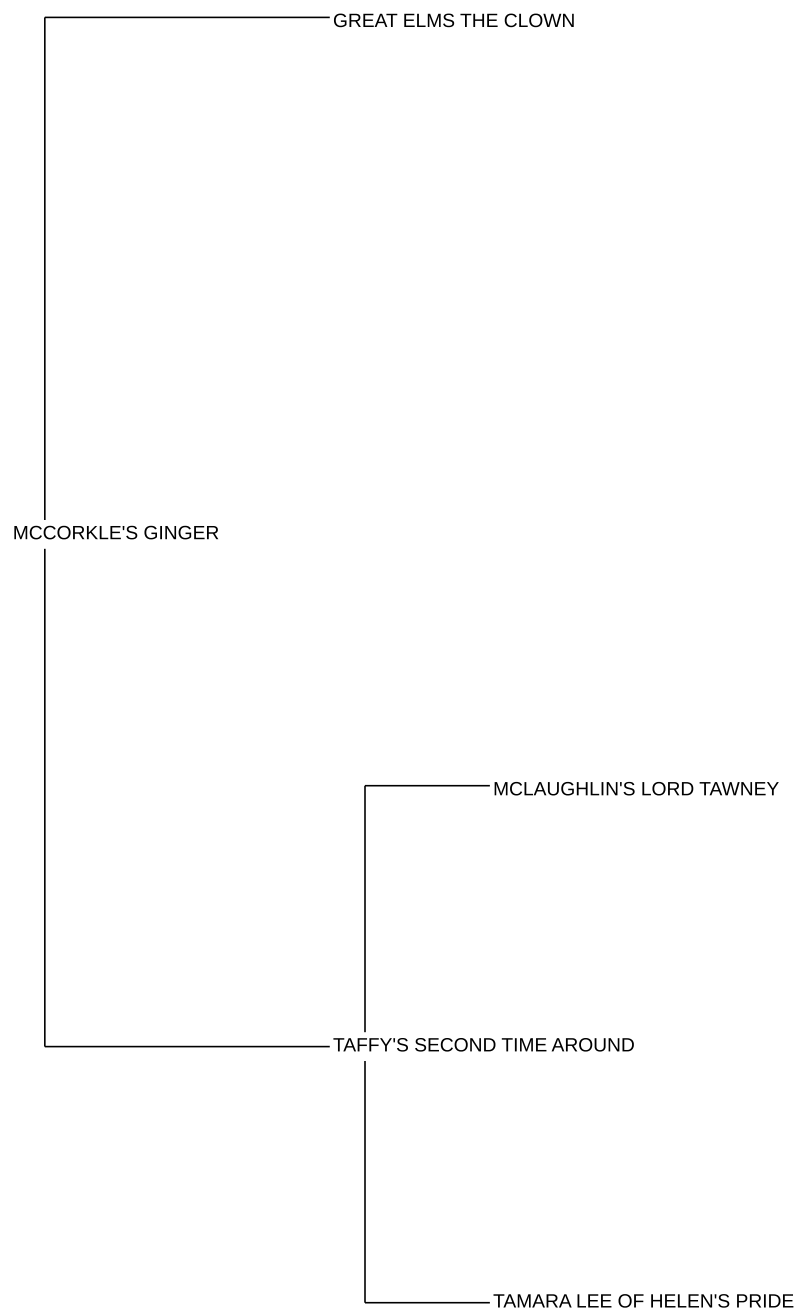 GREAT ELMS THE CLOWN
MCCORKLE'S GINGER
MCLAUGHLIN'S LORD TAWNEY
TAFFY'S SECOND TIME AROUND
TAMARA LEE OF HELEN'S PRIDE